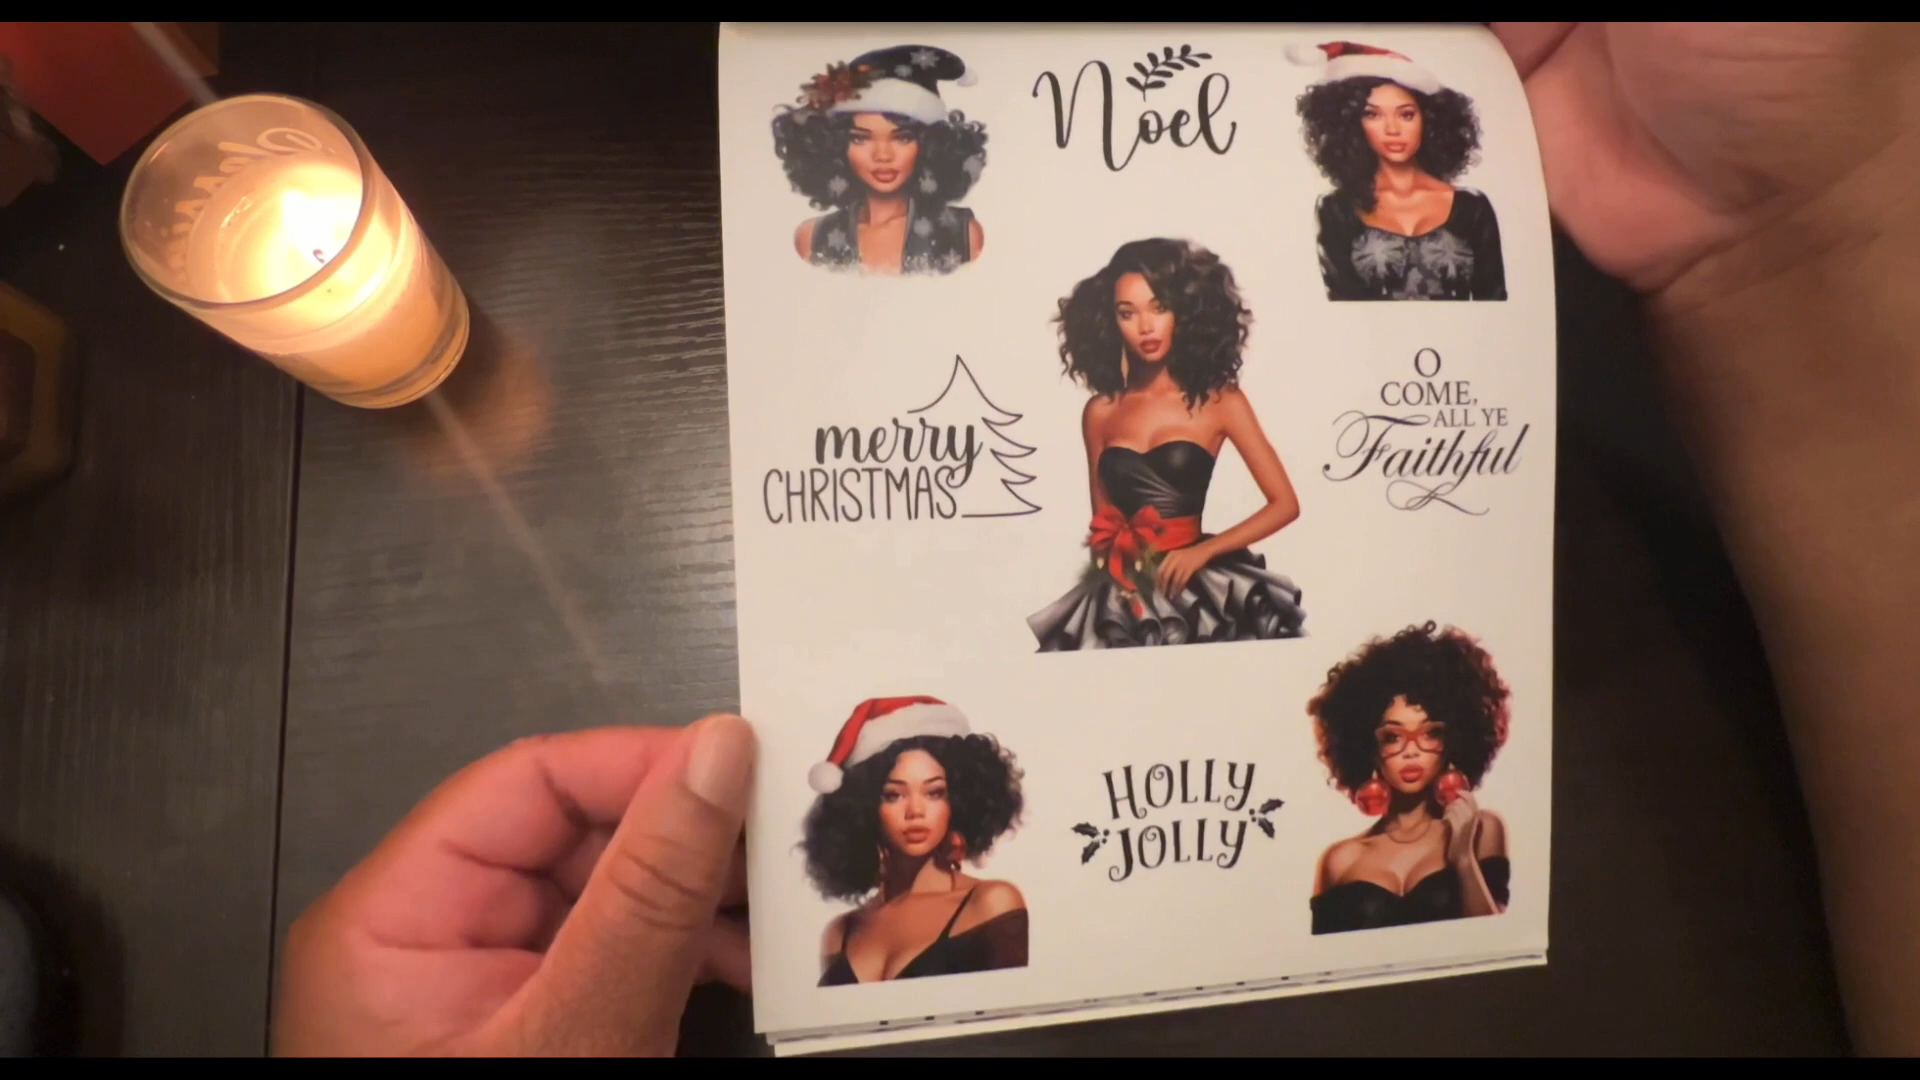 Noel
merry
CHRISTMAS
O
COME,
ALL YE
Faithful
HOLLY
JOLLY